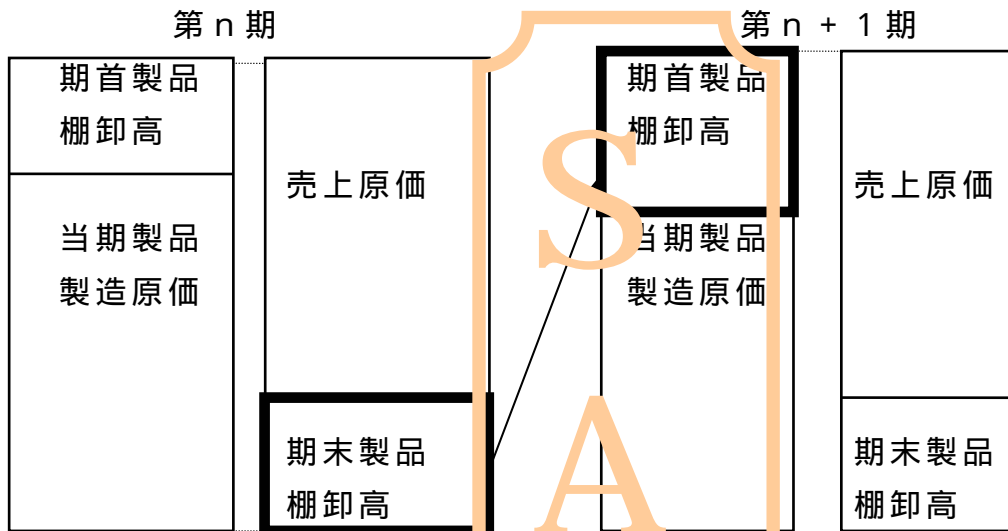 第n期
期首製品
棚卸高
当期製品
製造原価
売上原価
期末製品
棚卸高
第n+1期
期首製品
棚卸高
当期製品
製造原価
売上原価
期末製品
棚卸高
S
A